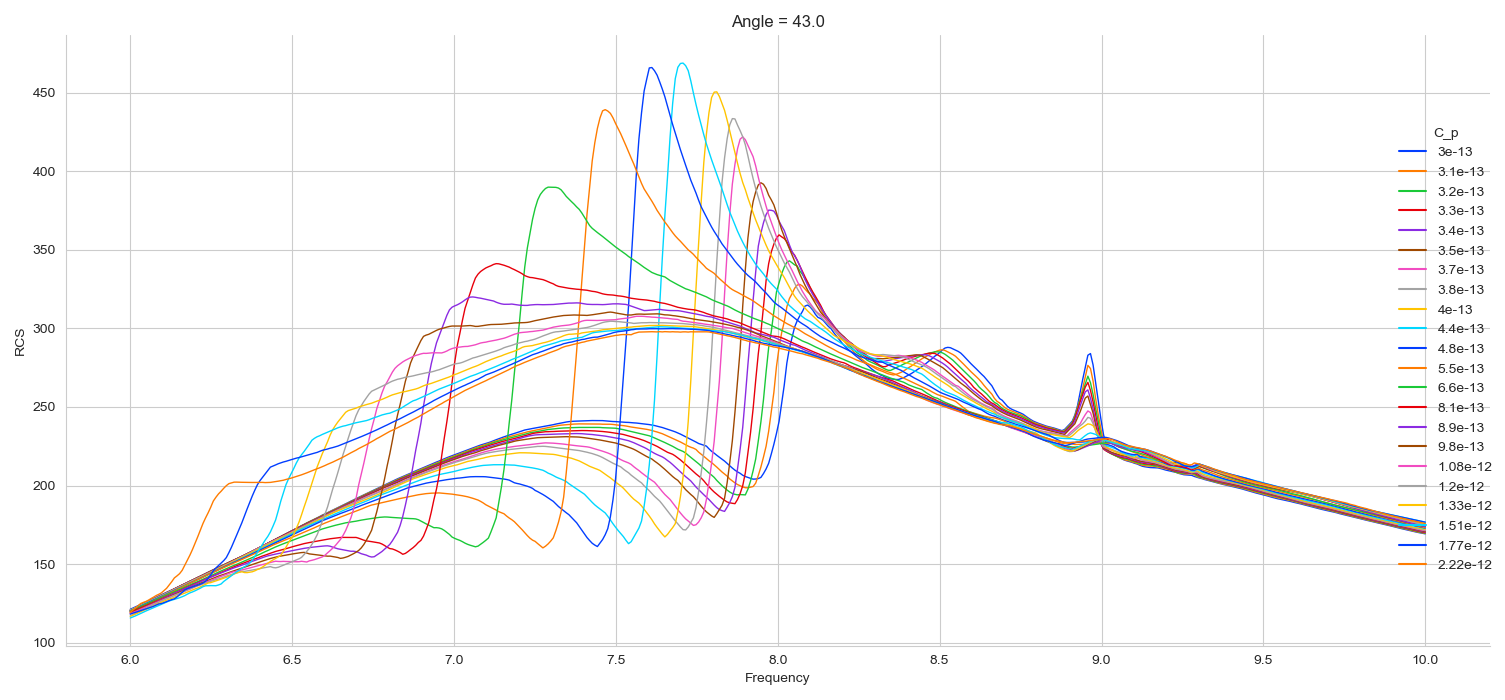 Angle = 43.0
RCS
450
400
350
300
250
200
150
100
6.0 6.5 7.0 7.5 8.0 8.5 9.0 9.5 10.0
Frequency
C_p
3e-13
3.1e-13
3.2e-13
3.3e-13
3.4e-13
3.5e-13
3.7e-13
3.8e-13
4e-13
4.4e-13
4.8e-13
5.5e-13
6.6e-13
8.1e-13
8.9e-13
9.8e-13
1.08e-12
1.2e-12
1.33e-12
1.51e-12
1.77e-12
2.22e-12